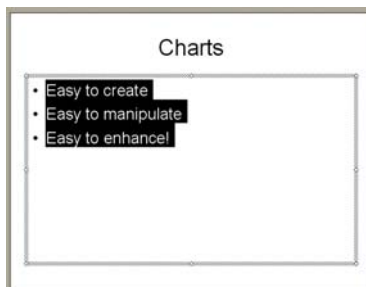 Charts
• Easy to create
• Easy to manipulate
• Easy to enhance!